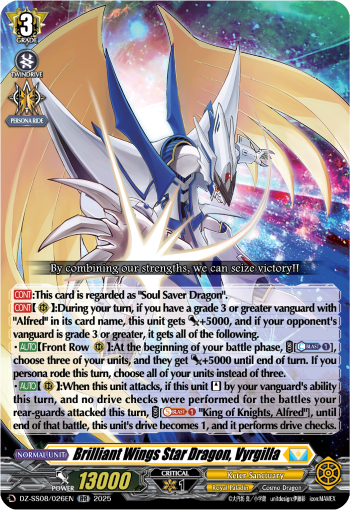 3
GRADE
TWINDRIVE
PERSONA RIDE
By combining our strengths, we can seize victory!!
CONT:This card is regarded as "Soul Saver Dragon".
CONT[ ]:During your turn, if you have a grade 3 or greater vanguard with
"Alfred" in its card name, this unit gets +5000, and if your opponent's
vanguard is grade 3 or greater, it gets all of the following.
・AUTO[Front Row ]:At the beginning of your battle phase, [BLAST 1],
choose three of your units, and they get +5000 until end of turn. If you
persona rode this turn, choose all of your units instead of three.
・AUTO[ ]:When this unit attacks, if this unit [ ] by your vanguard's ability
this turn, and no drive checks were performed for the battles your
rear-guards attacked this turn, [BLAST 1 "King of Knights, Alfred], until
end of that battle, this unit's drive becomes 1, and it performs drive checks.
NORMAL UNIT
Brilliant Wings Star Dragon, Vyrgilla
POWER 13000
CRITICAL
1
Keter Sanctuary
Royal Paladin
Cosmo Dragon
DZ-SS08/026EN RR 2025